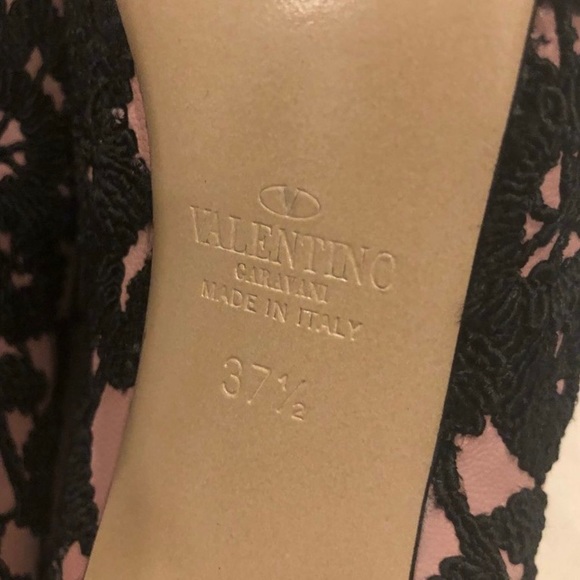 V
VALENTINO
GARAVANI
MADE IN ITALY
37½